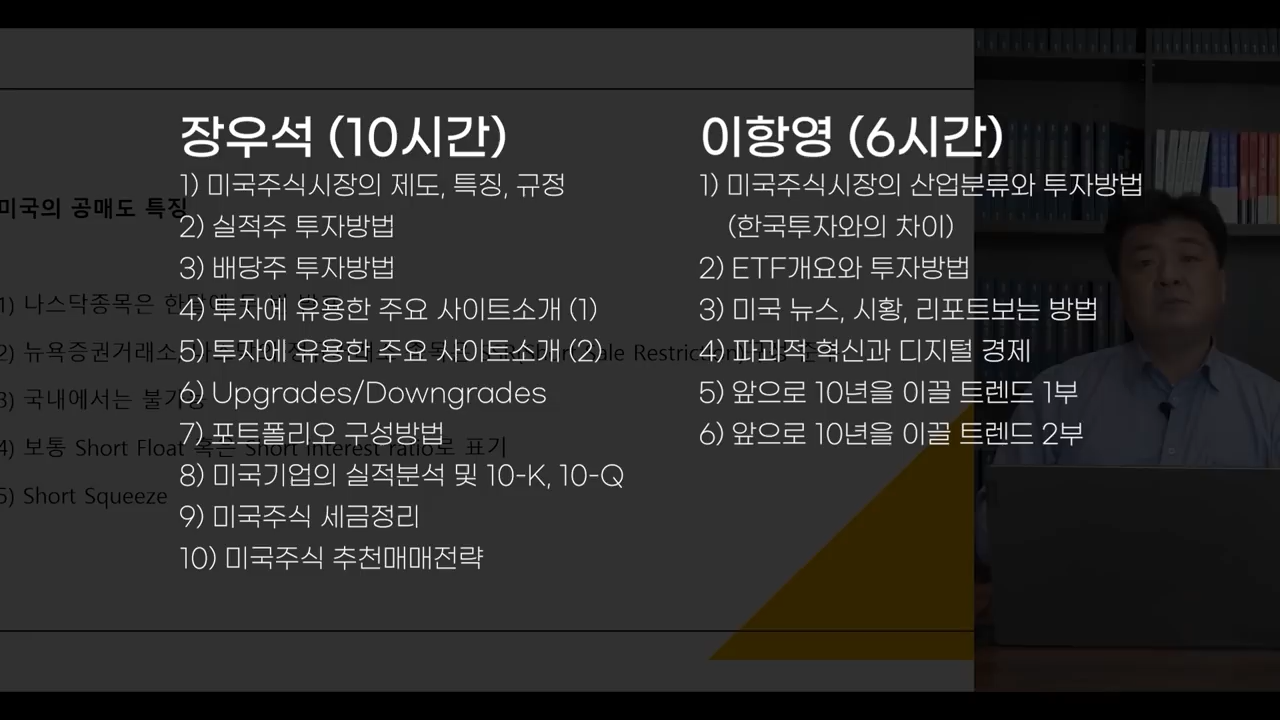 장우석 (10시간)
1) 미국주식시장의 제도, 특징, 규정
2) 실적주 투자방법
3) 배당주 투자방법
4) 투자에 유용한 주요 사이트소개 (1)
5) 투자에 유용한 주요 사이트소개 (2)
6) Upgrades/Downgrades
7) 포트폴리오 구성방법
8) 미국기업의 실적분석 및 10-K, 10-Q
9) 미국주식 세금정리
10) 미국주식 추천매매전략
이항영 (6시간)
1) 미국주식시장의 산업분류와 투자방법
(한국투자와의 차이)
2) ETF개요와 투자방법
3) 미국 뉴스, 시황, 리포트보는 방법
4) 파괴적 혁신과 디지털 경제
5) 앞으로 10년을 이끌 트렌드 1부
6) 앞으로 10년을 이끌 트렌드 2부
미국의 공매도 특징
1) 나스닥종목은
2) 뉴욕증권거래소,
3) 국내에서는
4) 보통 Short Float 혹은 Short Interest ratio로 표기
5) Short Squeeze